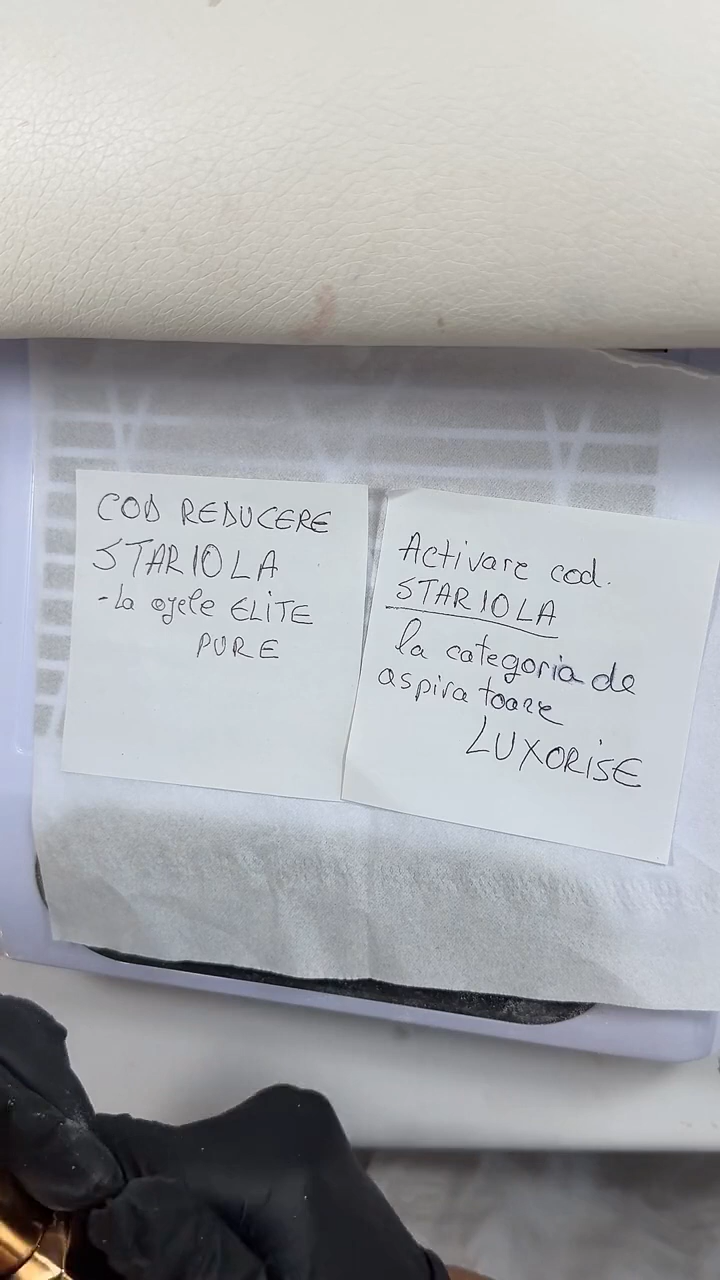 COD REDUCERE
STARIOLA
-La ojele ELITE
PURE
Activare cod.
STARIOLA
la categoria de
aspiratoare
LUXORISE